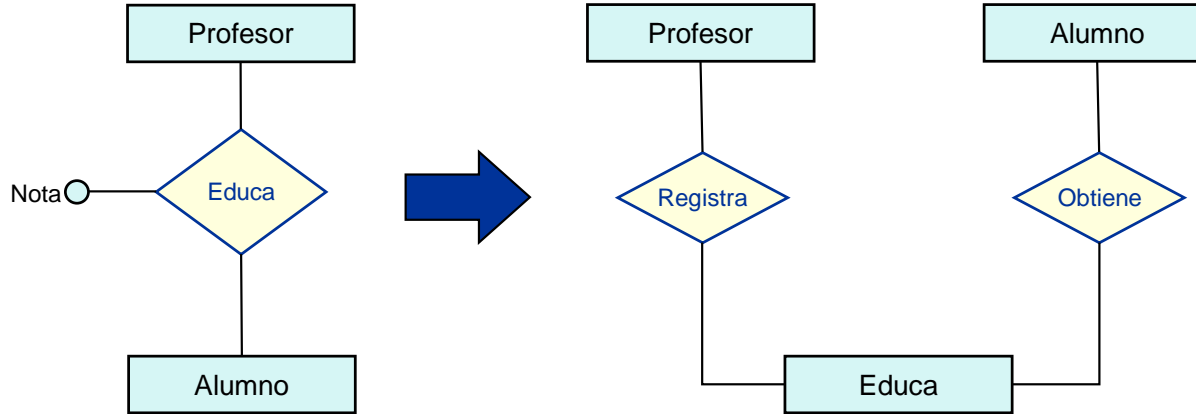 Profesor
Nota
Educa
Alumno
Profesor
Alumno
Registra
Obtiene
Educa